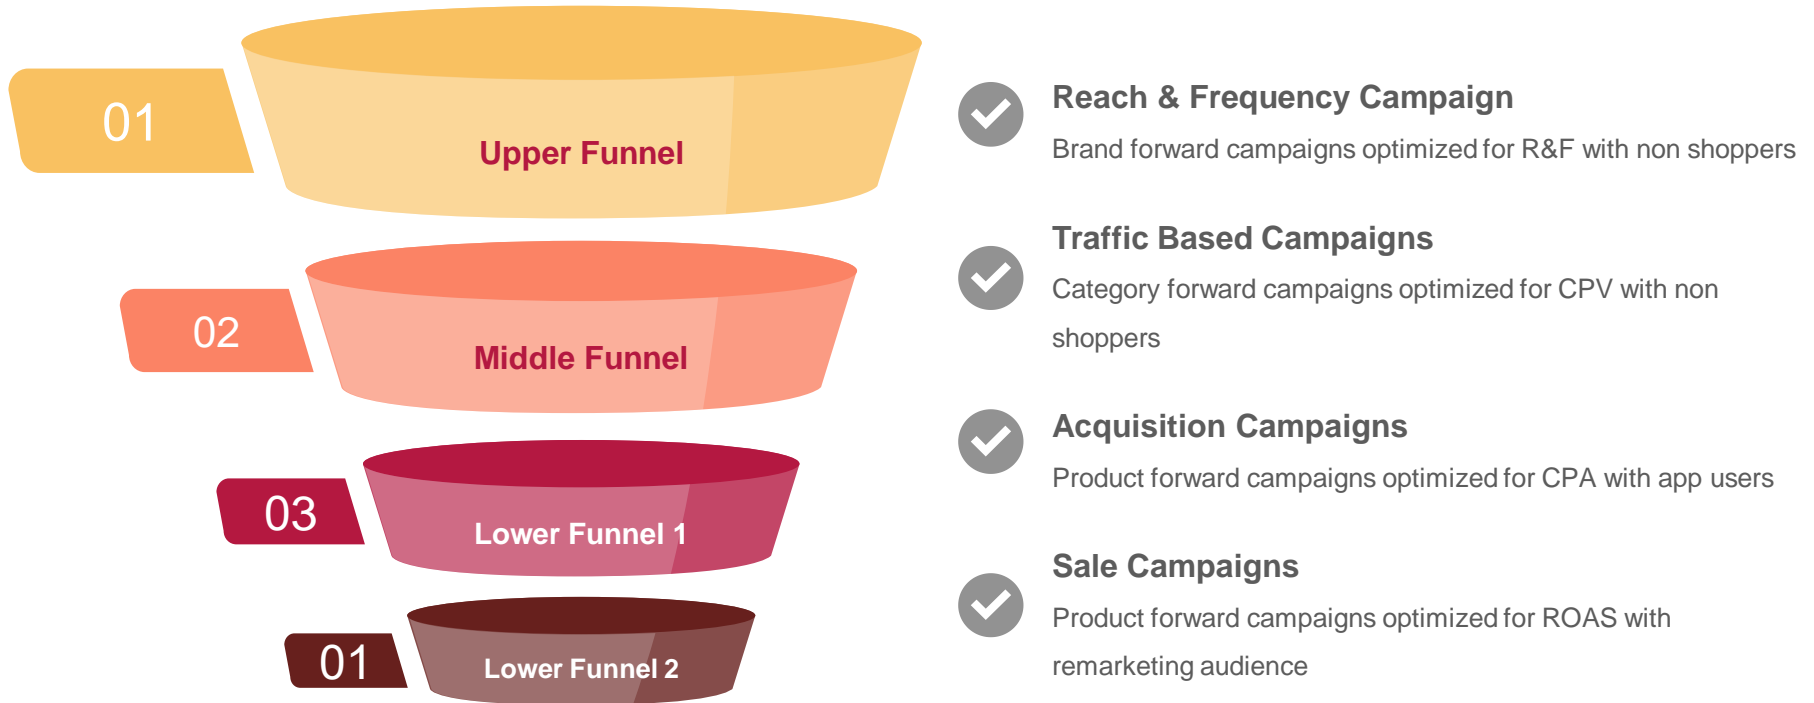 01
Upper Funnel
Reach & Frequency Campaign
Brand forward campaigns optimized for R&F with non shoppers
02
Middle Funnel
Traffic Based Campaigns
Category forward campaigns optimized for CPV with non
shoppers
03
Lower Funnel 1
Acquisition Campaigns
Product forward campaigns optimized for CPA with app users
01
Lower Funnel 2
Sale Campaigns
Product forward campaigns optimized for ROAS with
remarketing audience